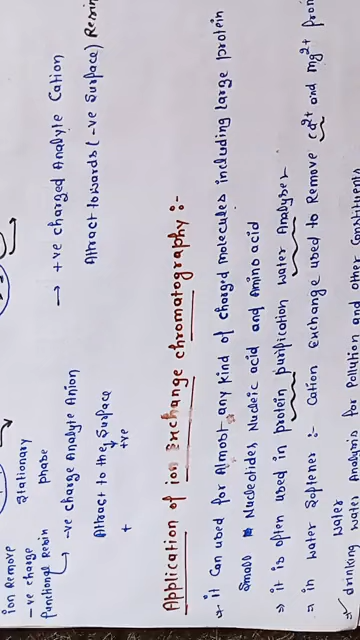 ion Remove
-ve charge
functional Resin
Stationary
phase
→ -ve charge Analyte Anion
Attract to the Surface
+ +ve
→ +ve charged Analyte Cation
Attract towards (-ve Surface) Resin
Application of ion Exchange chromatography :-
→ it Can used for Almost any kind of charged molecules including large protein
Small Nucleotides Nucleic acid and Amino acid
⇒ it is often used in protein purification water Analyser
⇒ in water Softener :- Cation Exchange used to Remove Ca2+ and Mg2+ from
water
drinking water Analysis for Pollution and other Constituents